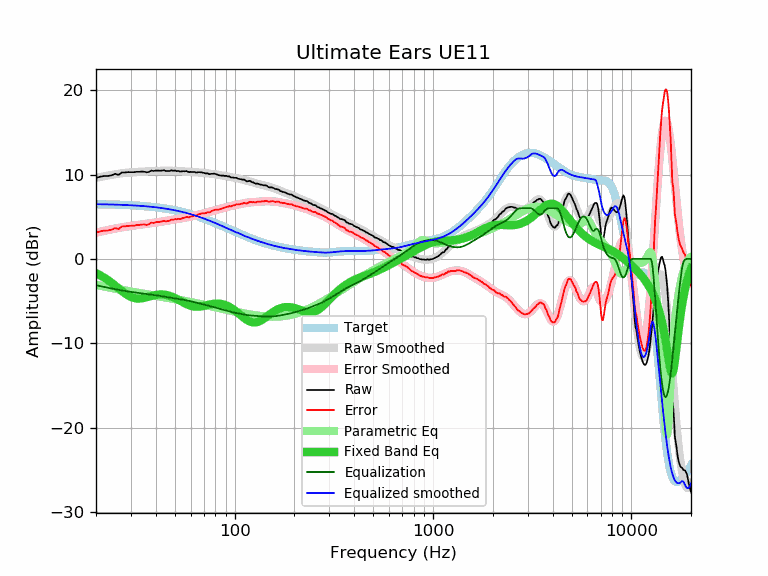 Ultimate Ears UE11
20
10
0
−10
−20
−30
Amplitude (dBr)
Target
Raw Smoothed
Error Smoothed
Raw
Error
Parametric Eq
Fixed Band Eq
Equalization
Equalized smoothed
100 1000 10000
Frequency (Hz)